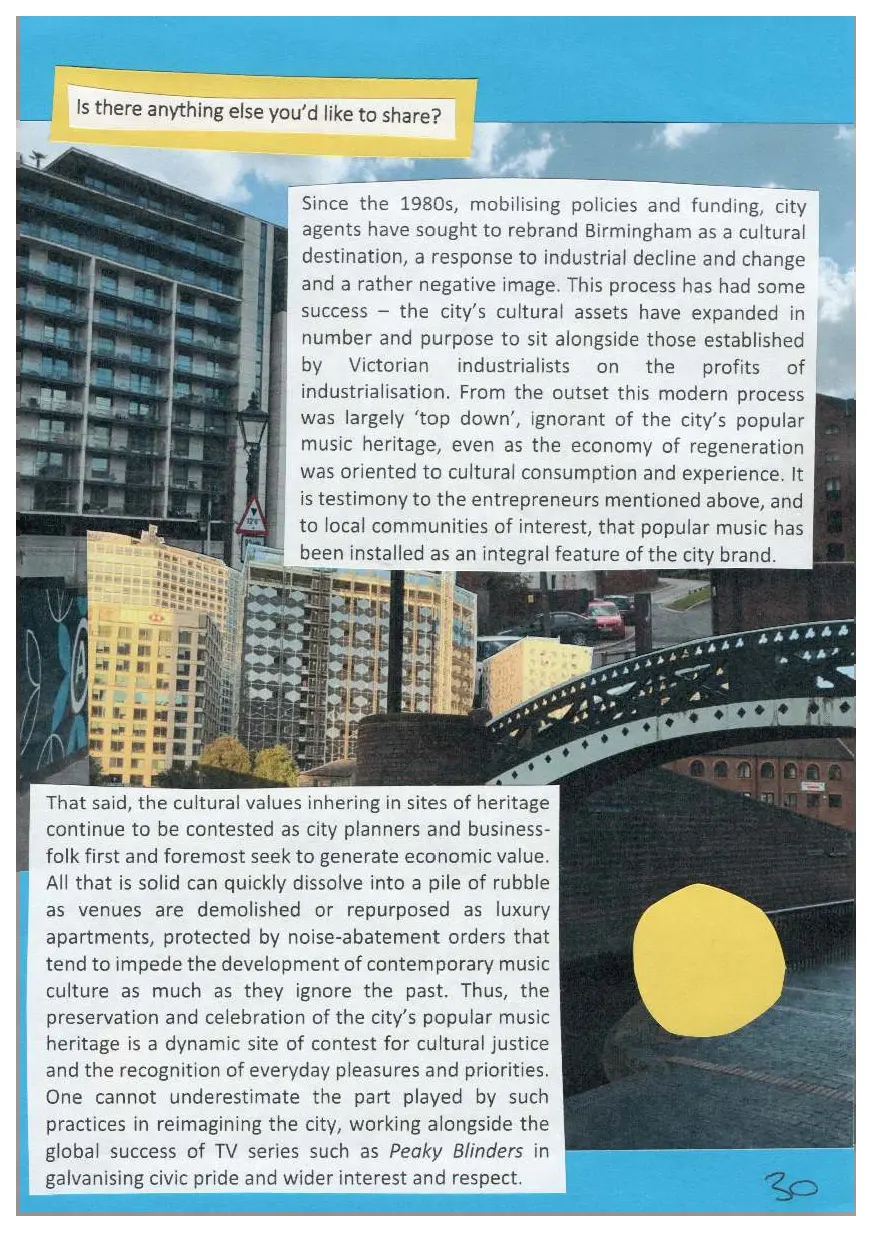 Is there anything else you'd like to share?
Since the 1980s, mobilising policies and funding, city
agents have sought to rebrand Birmingham as a cultural
destination, a response to industrial decline and change
and a rather negative image. This process has had some
success – the city's cultural assets have expanded in
number and purpose to sit alongside those established
by Victorian industrialists on the profits of
industrialisation. From the outset this modern process
was largely 'top down', ignorant of the city's popular
music heritage, even as the economy of regeneration
was oriented to cultural consumption and experience. It
is testimony to the entrepreneurs mentioned above, and
to local communities of interest, that popular music has
been installed as an integral feature of the city brand.
That said, the cultural values inhering in sites of heritage
continue to be contested as city planners and business-
folk first and foremost seek to generate economic value.
All that is solid can quickly dissolve into a pile of rubble
as venues are demolished or repurposed as luxury
apartments, protected by noise-abatement orders that
tend to impede the development of contemporary music
culture as much as they ignore the past. Thus, the
preservation and celebration of the city's popular music
heritage is a dynamic site of contest for cultural justice
and the recognition of everyday pleasures and priorities.
One cannot underestimate the part played by such
practices in reimagining the city, working alongside the
global success of TV series such as Peaky Blinders in
galvanising civic pride and wider interest and respect.
30